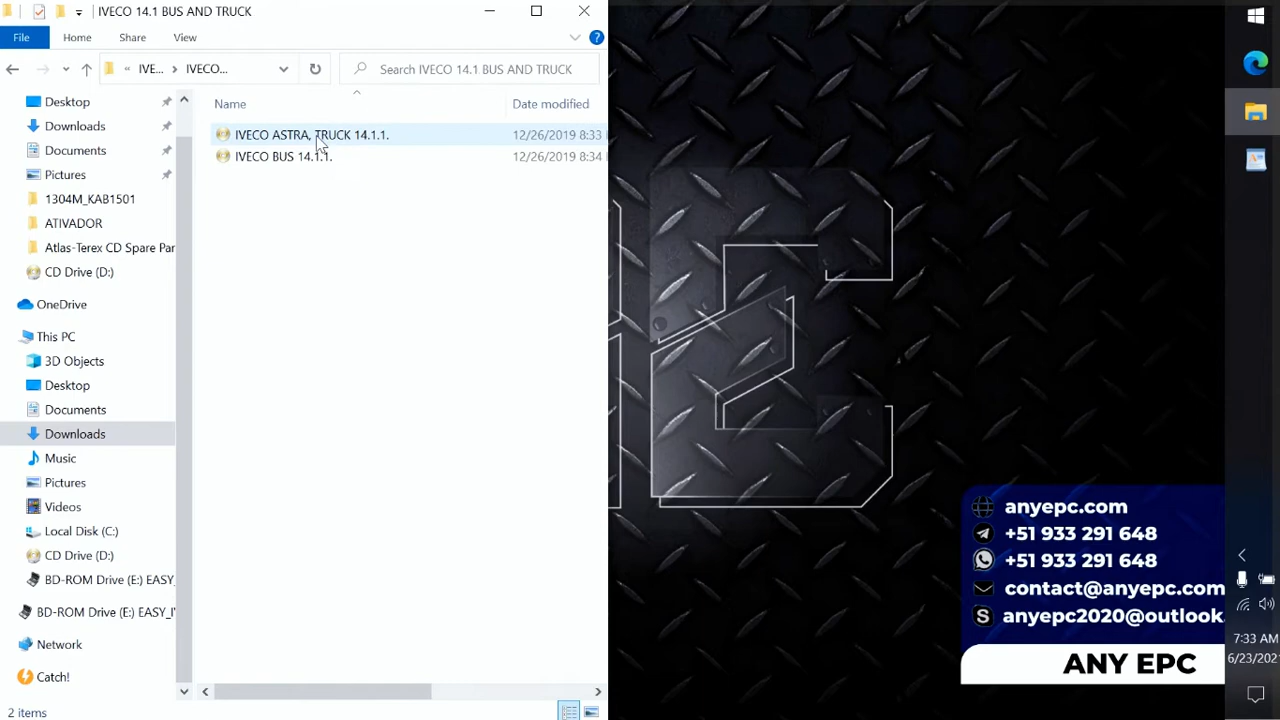 IVECO 14.1 BUS AND TRUCK
File Home Share View
« IVE... > IVECO...
Search IVECO 14.1 BUS AND TRUCK
Name Date modified
IVECO ASTRA, TRUCK 14.1.1. 12/26/2019 8:33
IVECO BUS 14.1.1. 12/26/2019 8:34
Desktop
Downloads
Documents
Pictures
1304M_KAB1501
ATIVADOR
Atlas-Terex CD Spare Par
CD Drive (D:)
OneDrive
This PC
3D Objects
Desktop
Documents
Downloads
Music
Pictures
Videos
Local Disk (C:)
CD Drive (D:)
BD-ROM Drive (E:) EASY_
BD-ROM Drive (E:) EASY_I
Network
Catch!
2 items
anyepc.com
+51 933 291 648
+51 933 291 648
contact@anyepc.com
anyepc2020@outlook.
ANY EPC
7:33 AM
6/23/202